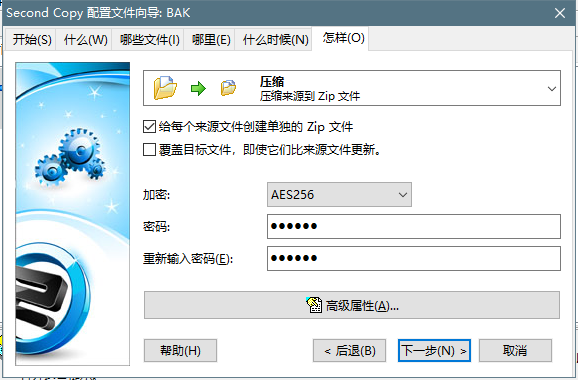 Second Copy 配置文件向导: BAK
开始(S) 什么(W) 哪些文件(I) 哪里(E) 什么时候(N) 怎样(O)
压缩
压缩来源到 Zip 文件
给每个来源文件创建单独的 Zip 文件
覆盖目标文件，即使它们比来源文件更新。
加密: AES256
密码: ●●●●●●
重新输入密码(E): ●●●●●●
高级属性(A)...
帮助(H) < 后退(B) 下一步(N) > 取消